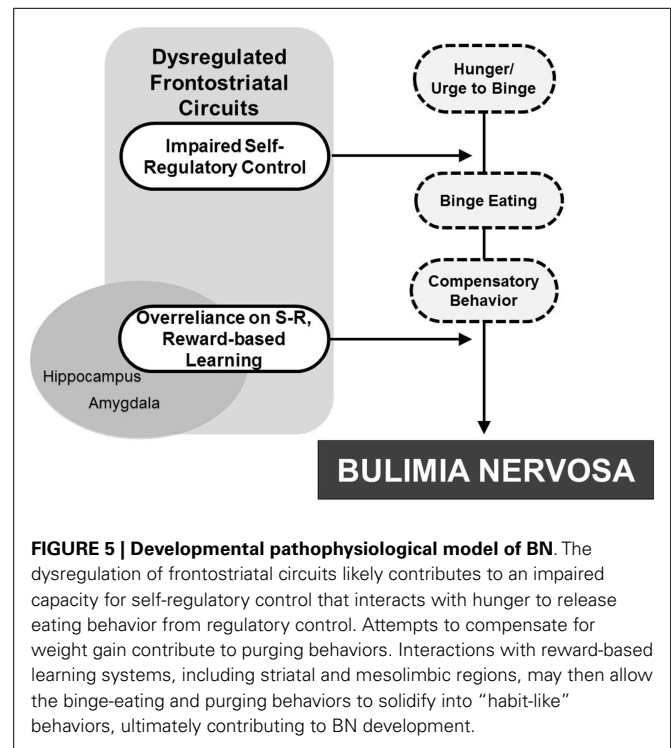 Dysregulated
Frontostriatal
Circuits
Impaired Self-
Regulatory Control
Overreliance on S-R,
Reward-based
Learning
Hippocampus
Amygdala
Hunger/
Urge to Binge
Binge Eating
Compensatory
Behavior
BULIMIA NERVOSA
FIGURE 5 | Developmental pathophysiological model of BN. The
dysregulation of frontostriatal circuits likely contributes to an impaired
capacity for self-regulatory control that interacts with hunger to release
eating behavior from regulatory control. Attempts to compensate for
weight gain contribute to purging behaviors. Interactions with reward-based
learning systems, including striatal and mesolimbic regions, may then allow
the binge-eating and purging behaviors to solidify into “habit-like”
behaviors, ultimately contributing to BN development.